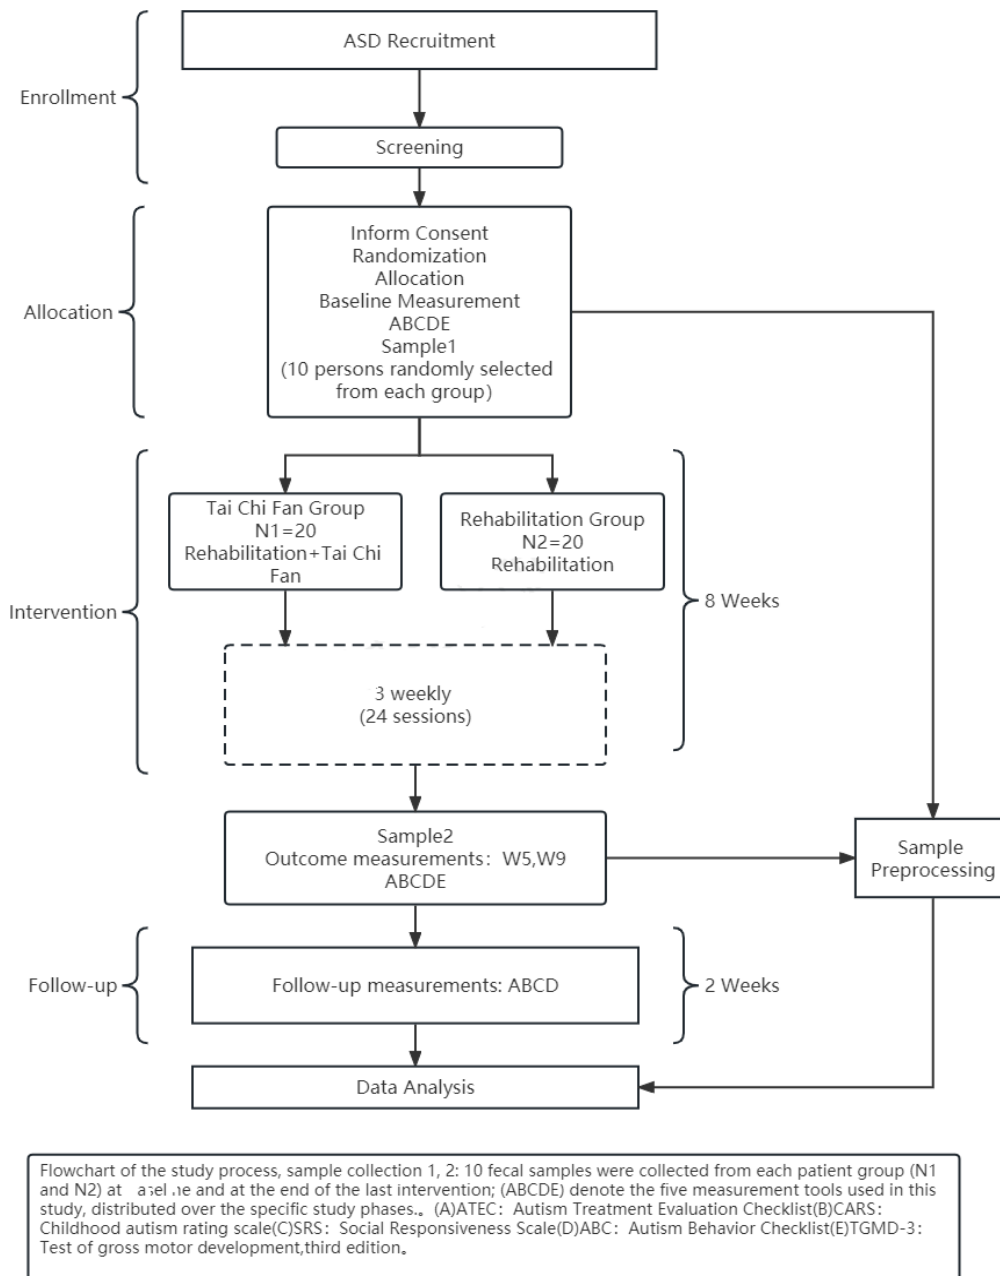 ASD Recruitment
Enrollment
Screening
Inform Consent
Randomization
Allocation
Baseline Measurement
ABCDE
Sample1
(10 persons randomly selected
from each group)
Allocation
Tai Chi Fan Group
N1=20
Rehabilitation+Tai Chi
Fan
Rehabilitation Group
N2=20
Rehabilitation
Intervention
8 Weeks
3 weekly
(24 sessions)
Sample2
Outcome measurements：W5,W9
ABCDE
Sample
Preprocessing
Follow-up
Follow-up measurements: ABCD
2 Weeks
Data Analysis
Flowchart of the study process, sample collection 1, 2: 10 fecal samples were collected from each patient group (N1
and N2) at and at the end of the last intervention; (ABCDE) denote the five measurement tools used in this
study, distributed over the specific study phases.。(A)ATEC：Autism Treatment Evaluation Checklist(B)CARS：
Childhood autism rating scale(C)SRS：Social Responsiveness Scale(D)ABC：Autism Behavior Checklist(E)TGMD-3：
Test of gross motor development,third edition。